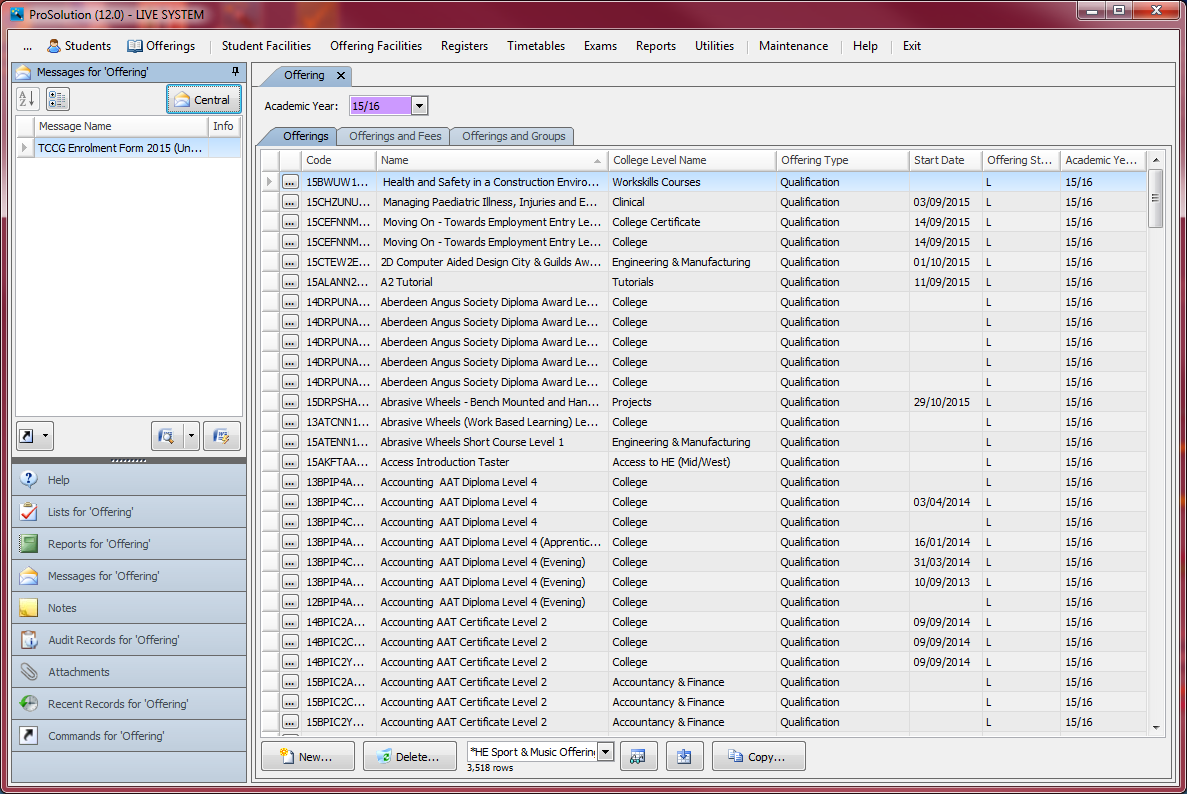 ProSolution (12.0) - LIVE SYSTEM
... Students Offerings Student Facilities Offering Facilities Registers Timetables Exams Reports Utilities Maintenance Help Exit
Messages for 'Offering'
Central
Message Name Info
TCCG Enrolment Form 2015 (Un...
Help
Lists for 'Offering'
Reports for 'Offering'
Messages for 'Offering'
Notes
Audit Records for 'Offering'
Attachments
Recent Records for 'Offering'
Commands for 'Offering'
Offering
Academic Year: 15/16
Offerings Offerings and Fees Offerings and Groups
Code Name College Level Name Offering Type Start Date Offering St... Academic Ye...
15BWUW1... Health and Safety in a Construction Enviro... Workskills Courses Qualification L 15/16
15CHZUNU... Managing Paediatric Illness, Injuries and E... Clinical Qualification 03/09/2015 L 15/16
15CEFNNM... Moving On - Towards Employment Entry Le... College Certificate Qualification 14/09/2015 L 15/16
15CEFNNM... Moving On - Towards Employment Entry Le... College Qualification 14/09/2015 L 15/16
15CTEW2E... 2D Computer Aided Design City & Guilds Aw... Engineering & Manufacturing Qualification 01/10/2015 L 15/16
15ALANN2... A2 Tutorial Tutorials Qualification 11/09/2015 L 15/16
14DRPUNA... Aberdeen Angus Society Diploma Award Le... College Qualification L 15/16
14DRPUNA... Aberdeen Angus Society Diploma Award Le... College Qualification L 15/16
14DRPUNA... Aberdeen Angus Society Diploma Award Le... College Qualification L 15/16
14DRPUNA... Aberdeen Angus Society Diploma Award Le... College Qualification L 15/16
14DRPUNA... Aberdeen Angus Society Diploma Award Le... College Qualification L 15/16
15DRPSHA... Abrasive Wheels - Bench Mounted and Han... Projects Qualification 29/10/2015 L 15/16
13ATCNN1... Abrasive Wheels (Work Based Learning) Le... College Qualification L 15/16
15ATENN1... Abrasive Wheels Short Course Level 1 Engineering & Manufacturing Qualification L 15/16
15AKFTAA... Access Introduction Taster Access to HE (Mid/West) Qualification L 15/16
13BPIP4A... Accounting AAT Diploma Level 4 College Qualification L 15/16
13BPIP4C... Accounting AAT Diploma Level 4 College Qualification 03/04/2014 L 15/16
13BPIP4C... Accounting AAT Diploma Level 4 College Qualification L 15/16
13BPIP4A... Accounting AAT Diploma Level 4 (Apprentic... College Qualification 16/01/2014 L 15/16
13BPIP4C... Accounting AAT Diploma Level 4 (Evening) College Qualification 31/03/2014 L 15/16
13BPIP4A... Accounting AAT Diploma Level 4 (Evening) College Qualification 10/09/2013 L 15/16
12BPIP4A... Accounting AAT Diploma Level 4 (Evening) College Qualification L 15/16
14BPIC2A... Accounting AAT Certificate Level 2 College Qualification 09/09/2014 L 15/16
14BPIC2C... Accounting AAT Certificate Level 2 College Qualification 09/09/2014 L 15/16
14BPIC2Y... Accounting AAT Certificate Level 2 College Qualification 09/09/2014 L 15/16
15BPIC2A... Accounting AAT Certificate Level 2 Accountancy & Finance Qualification L 15/16
15BPIC2C... Accounting AAT Certificate Level 2 Accountancy & Finance Qualification L 15/16
15BPIC2Y... Accounting AAT Certificate Level 2 Accountancy & Finance Qualification L 15/16
New... Delete... *HE Sport & Music Offering Copy...
3,518 rows